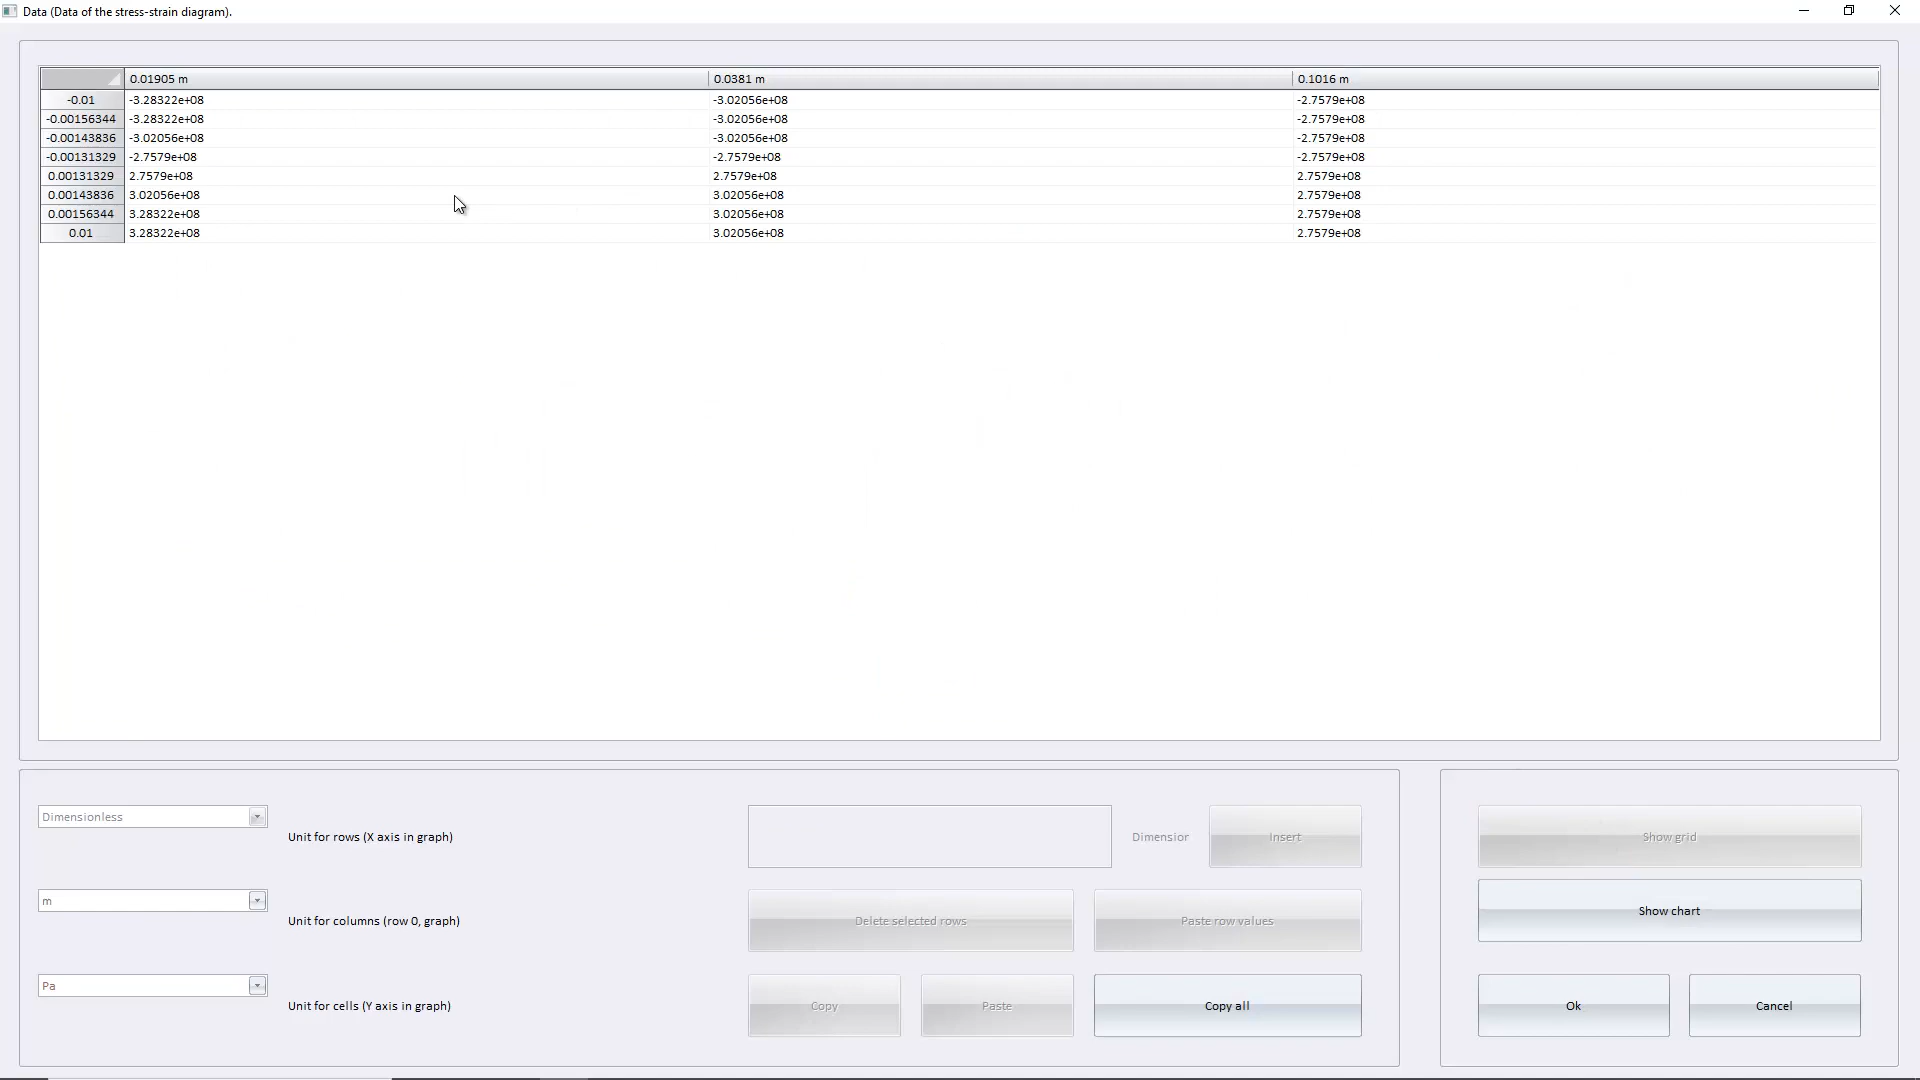 Data (Data of the stress-strain diagram).
0.01905 m 0.0381 m 0.1016 m
-0.01 -3.28322e+08 -3.02056e+08 -2.7579e+08
-0.00156344 -3.28322e+08 -3.02056e+08 -2.7579e+08
-0.00143836 -3.02056e+08 -3.02056e+08 -2.7579e+08
-0.00131329 -2.7579e+08 -2.7579e+08 -2.7579e+08
0.00131329 2.7579e+08 2.7579e+08 2.7579e+08
0.00143836 3.02056e+08 3.02056e+08 2.7579e+08
0.00156344 3.28322e+08 3.02056e+08 2.7579e+08
0.01 3.28322e+08 3.02056e+08 2.7579e+08
Dimensionless
Unit for rows (X axis in graph)
Dimension
Insert
Show grid
m
Unit for columns (row 0, graph)
Delete selected rows
Paste row values
Show chart
Pa
Unit for cells (Y axis in graph)
Copy
Paste
Copy all
Ok
Cancel